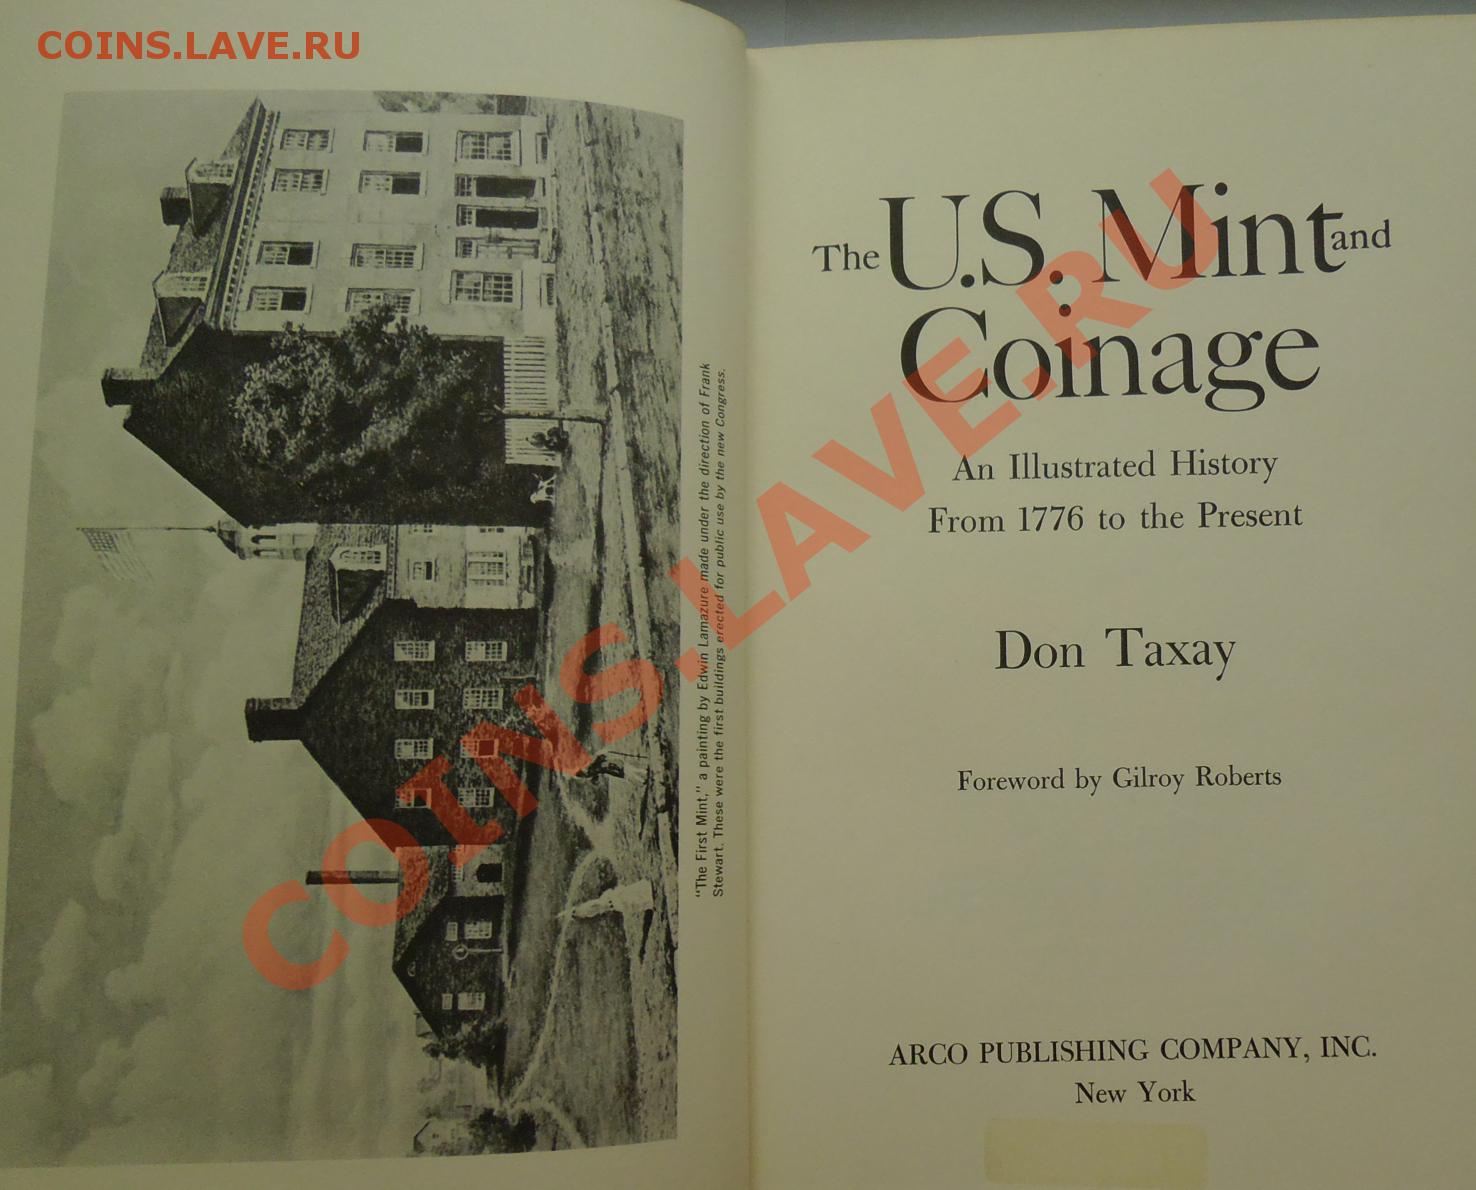 COINS.LAVE.RU
"The First Mint," a painting by Edwin Lamazure made under the direction of Frank
Stewart. These were the first buildings erected for public use by the new Congress.
The U.S. Mint and
Coinage
An Illustrated History
From 1776 to the Present
Don Taxay
Foreword by Gilroy Roberts
ARCO PUBLISHING COMPANY, INC.
New York
COINS.LAVE.RU